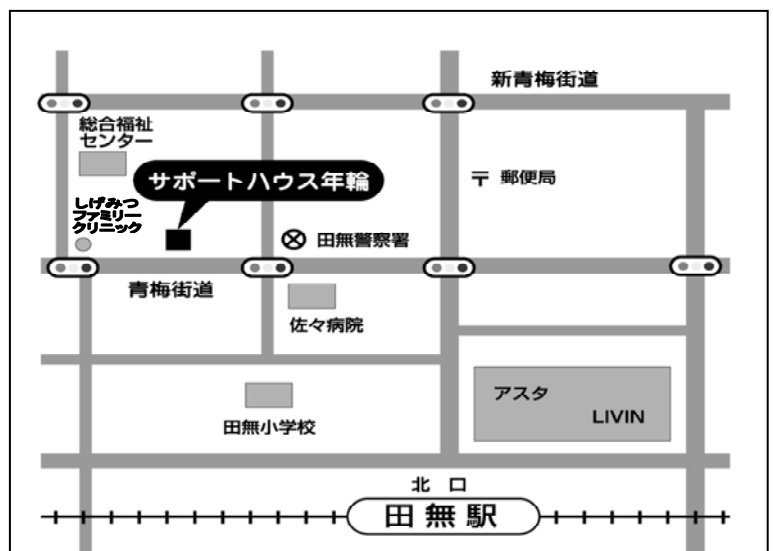 新青梅街道
総合福祉
センター
サポートハウス年輪
〒 郵便局
しげみつ
ファミリー
クリニック
田無警察署
青梅街道
佐々病院
アスタ
LIVIN
田無小学校
北 口
田無駅